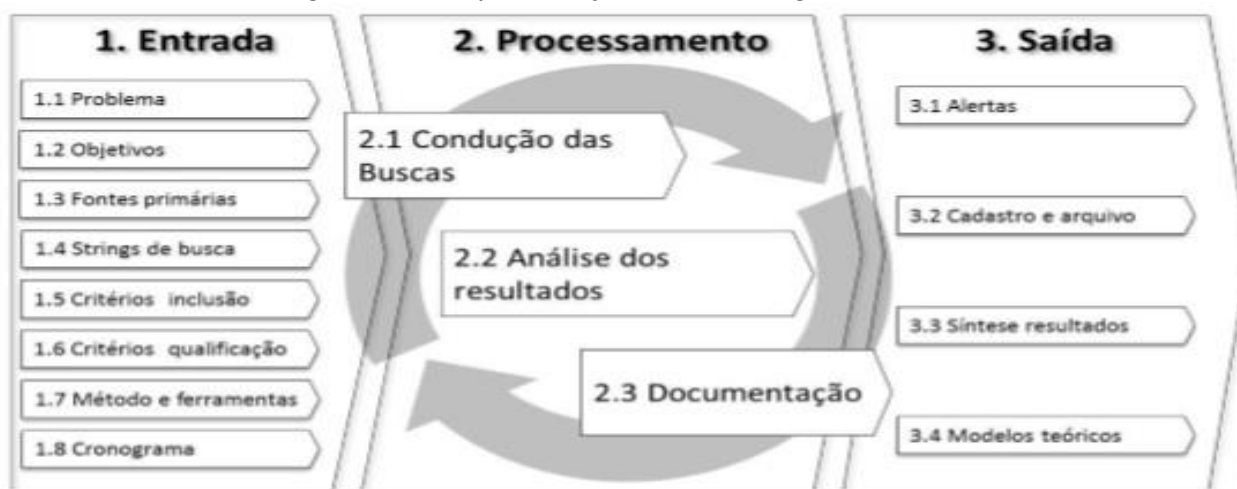 1. Entrada
1.1 Problema
1.2 Objetivos
1.3 Fontes primárias
1.4 Strings de busca
1.5 Critérios inclusão
1.6 Critérios qualificação
1.7 Método e ferramentas
1.8 Cronograma
2. Processamento
2.1 Condução das
Buscas
2.2 Análise dos
resultados
2.3 Documentação
3. Saída
3.1 Alertas
3.2 Cadastro e arquivo
3.3 Síntese resultados
3.4 Modelos teóricos